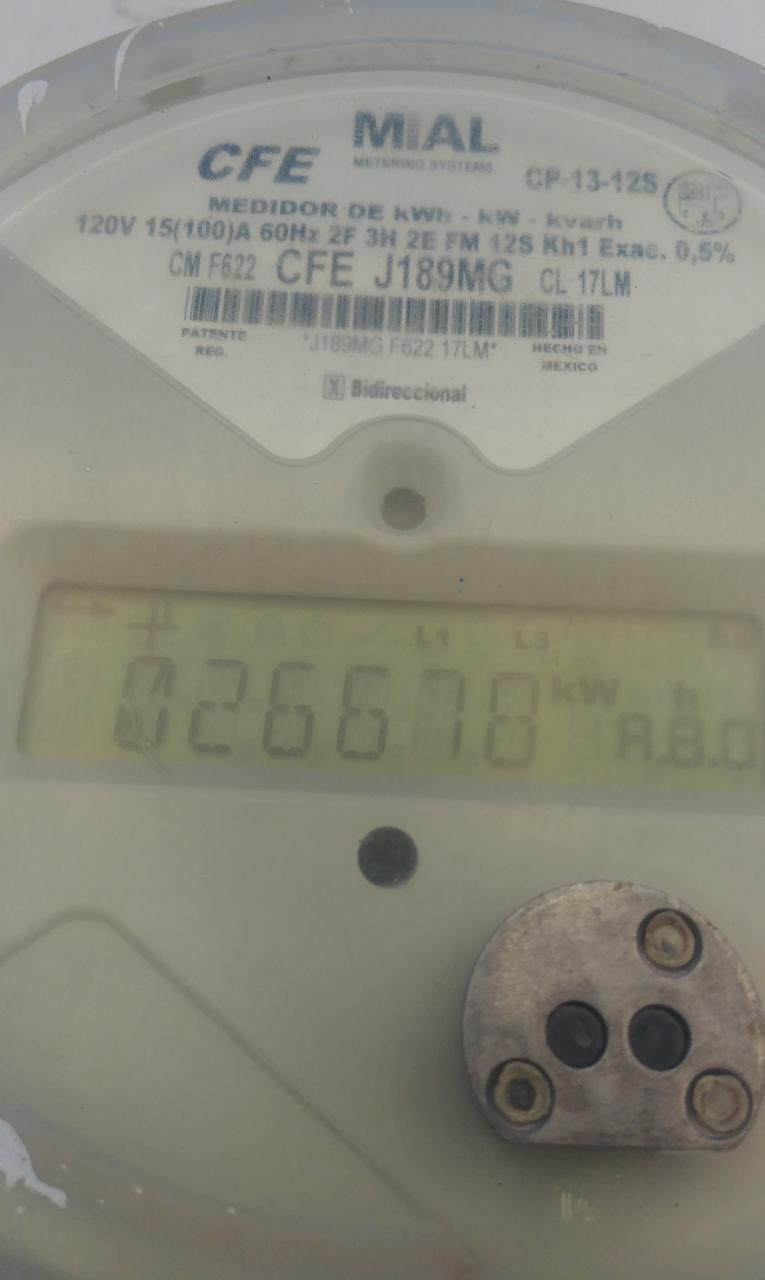 MIAL
METERING SYSTEMS
CFE
CP-13-12S
MEDIDOR DE kWh - kW - kvarh
120V 15(100)A 60Hz 2F 3H 2E FM 12S Kh1 Exac. 0,5%
CM F622 CFE J189MG CL 17LM
PATENTE
REG.
*J189MG F622 17LM*
HECHO EN
MEXICO
X Bidireccional
L1 L3
026678 kW h
A.B.0